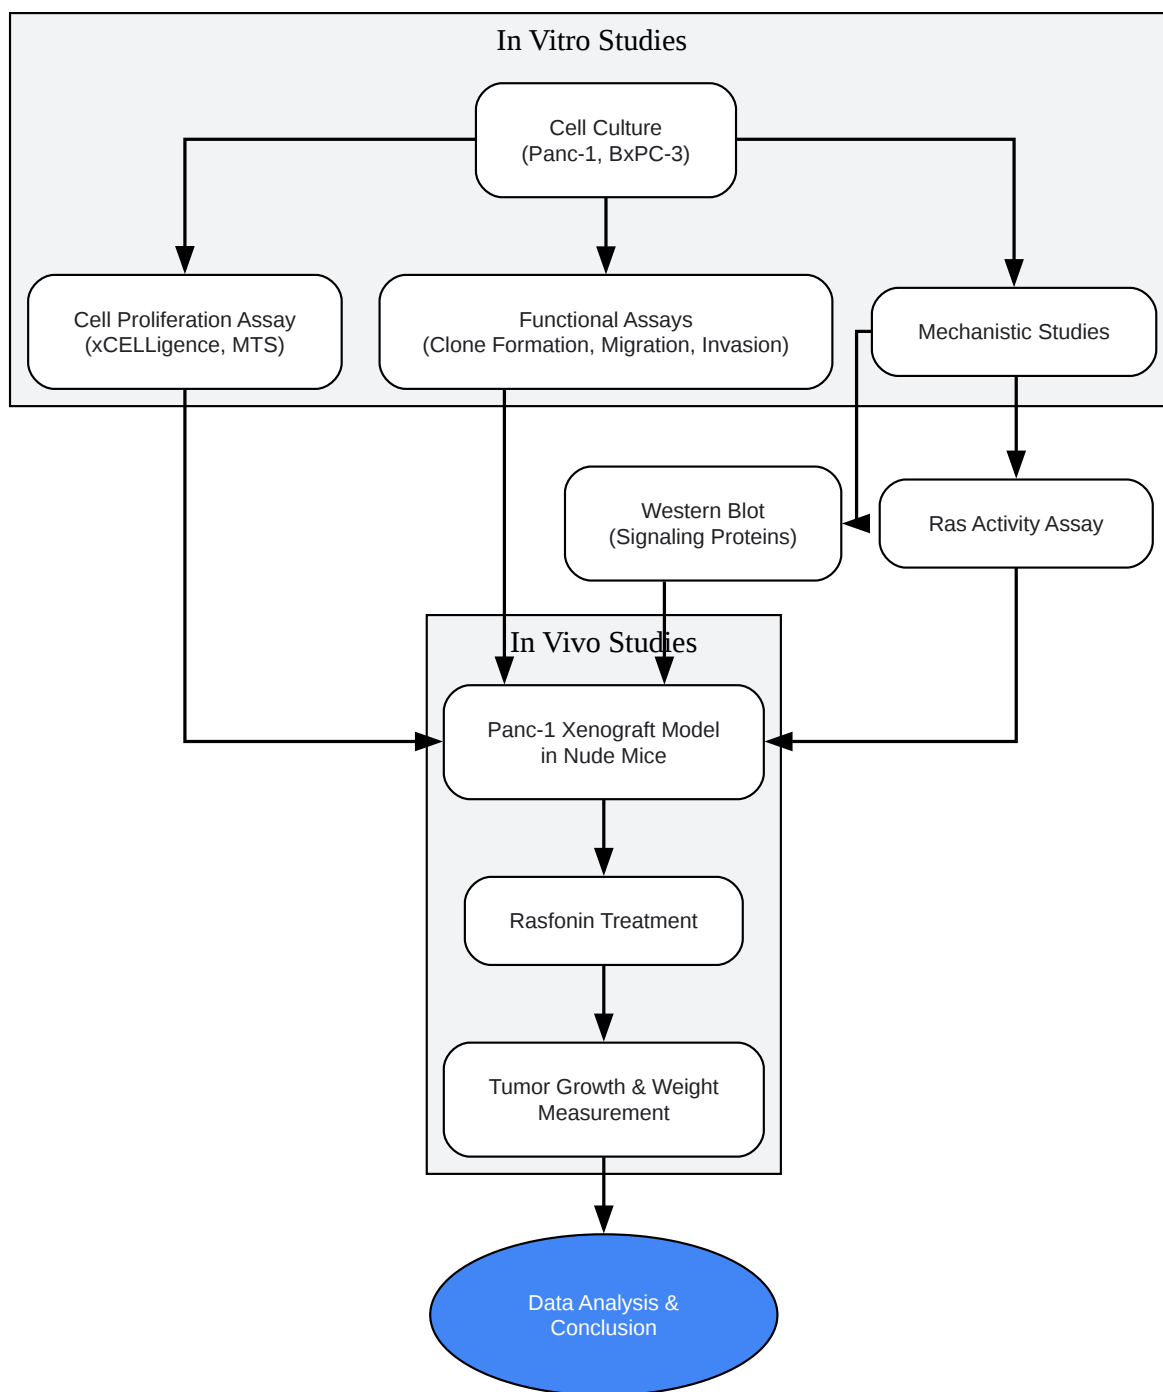 In Vitro Studies
Cell Culture
(Panc-1, BxPC-3)
Cell Proliferation Assay
(xCELLigence, MTS)
Functional Assays
(Clone Formation, Migration, Invasion)
Mechanistic Studies
Western Blot
(Signaling Proteins)
Ras Activity Assay
In Vivo Studies
Panc-1 Xenograft Model
in Nude Mice
Rasfonin Treatment
Tumor Growth & Weight
Measurement
Data Analysis &
Conclusion